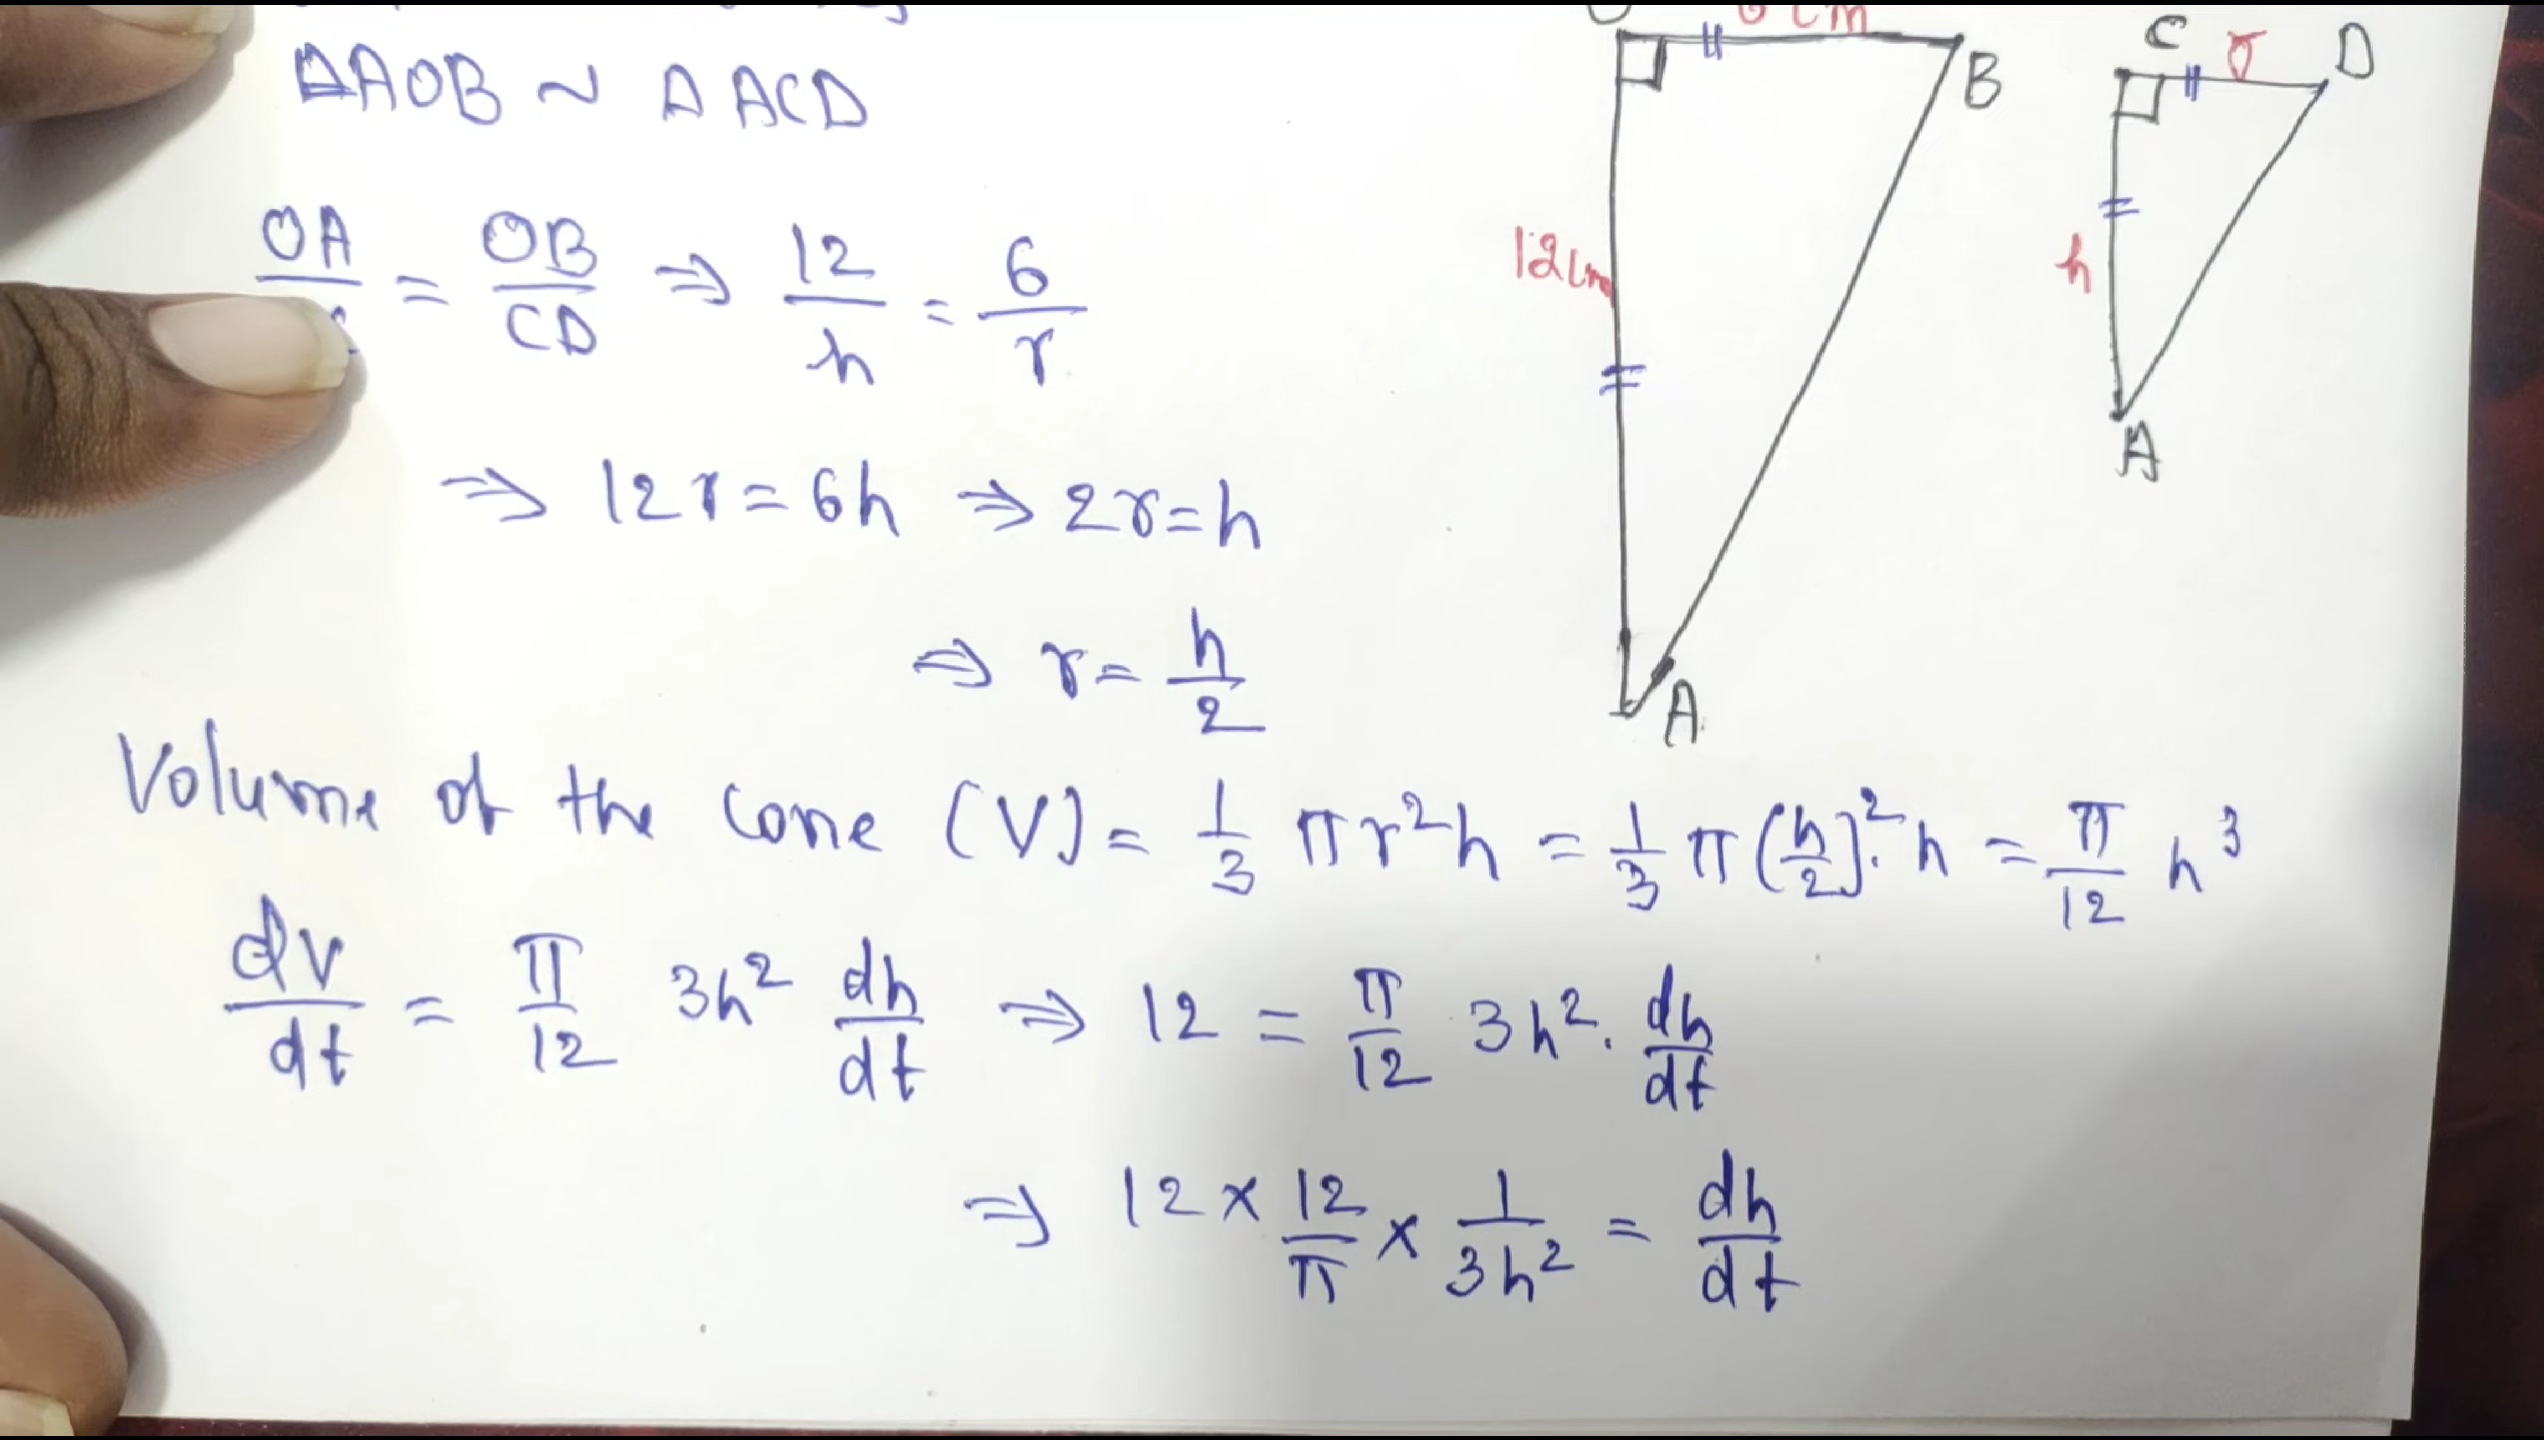 ΔAOB ~ ΔACD
OA/ = OB/CD ⇒ 12/h = 6/r
⇒ 12r = 6h ⇒ 2r = h
⇒ r = h/2
Volume of the cone (V) = 1/3 πr²h = 1/3 π(h/2)². h = π/12 h³
dv/dt = π/12 3h² dh/dt ⇒ 12 = π/12 3h². dh/dt
⇒ 12 × 12/π × 1/3h² = dh/dt
cm
B
12cm
A
C
r
D
h
A